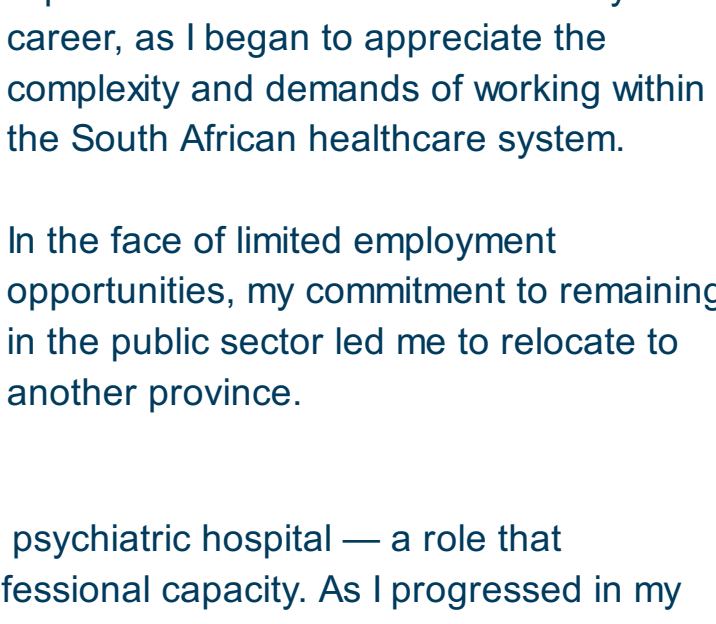 career, as I began to appreciate the
complexity and demands of working within
the South African healthcare system.
In the face of limited employment
opportunities, my commitment to remaining
in the public sector led me to relocate to
another province.
psychiatric hospital — a role that
fessional capacity. As I progressed in my